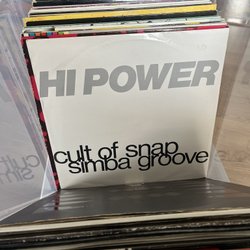 HI POWER
cult of snap
simba groove